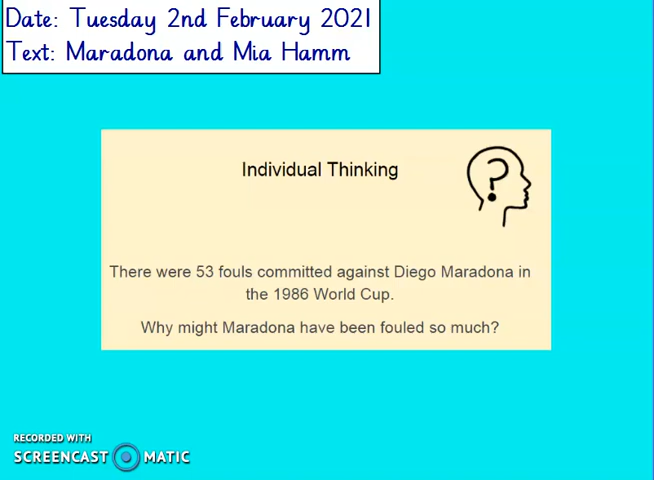 Date: Tuesday 2nd February 2021
Text: Maradona and Mia Hamm
Individual Thinking
?
There were 53 fouls committed against Diego Maradona in
the 1986 World Cup.
Why might Maradona have been fouled so much?
RECORDED WITH
SCREENCAST MATIC